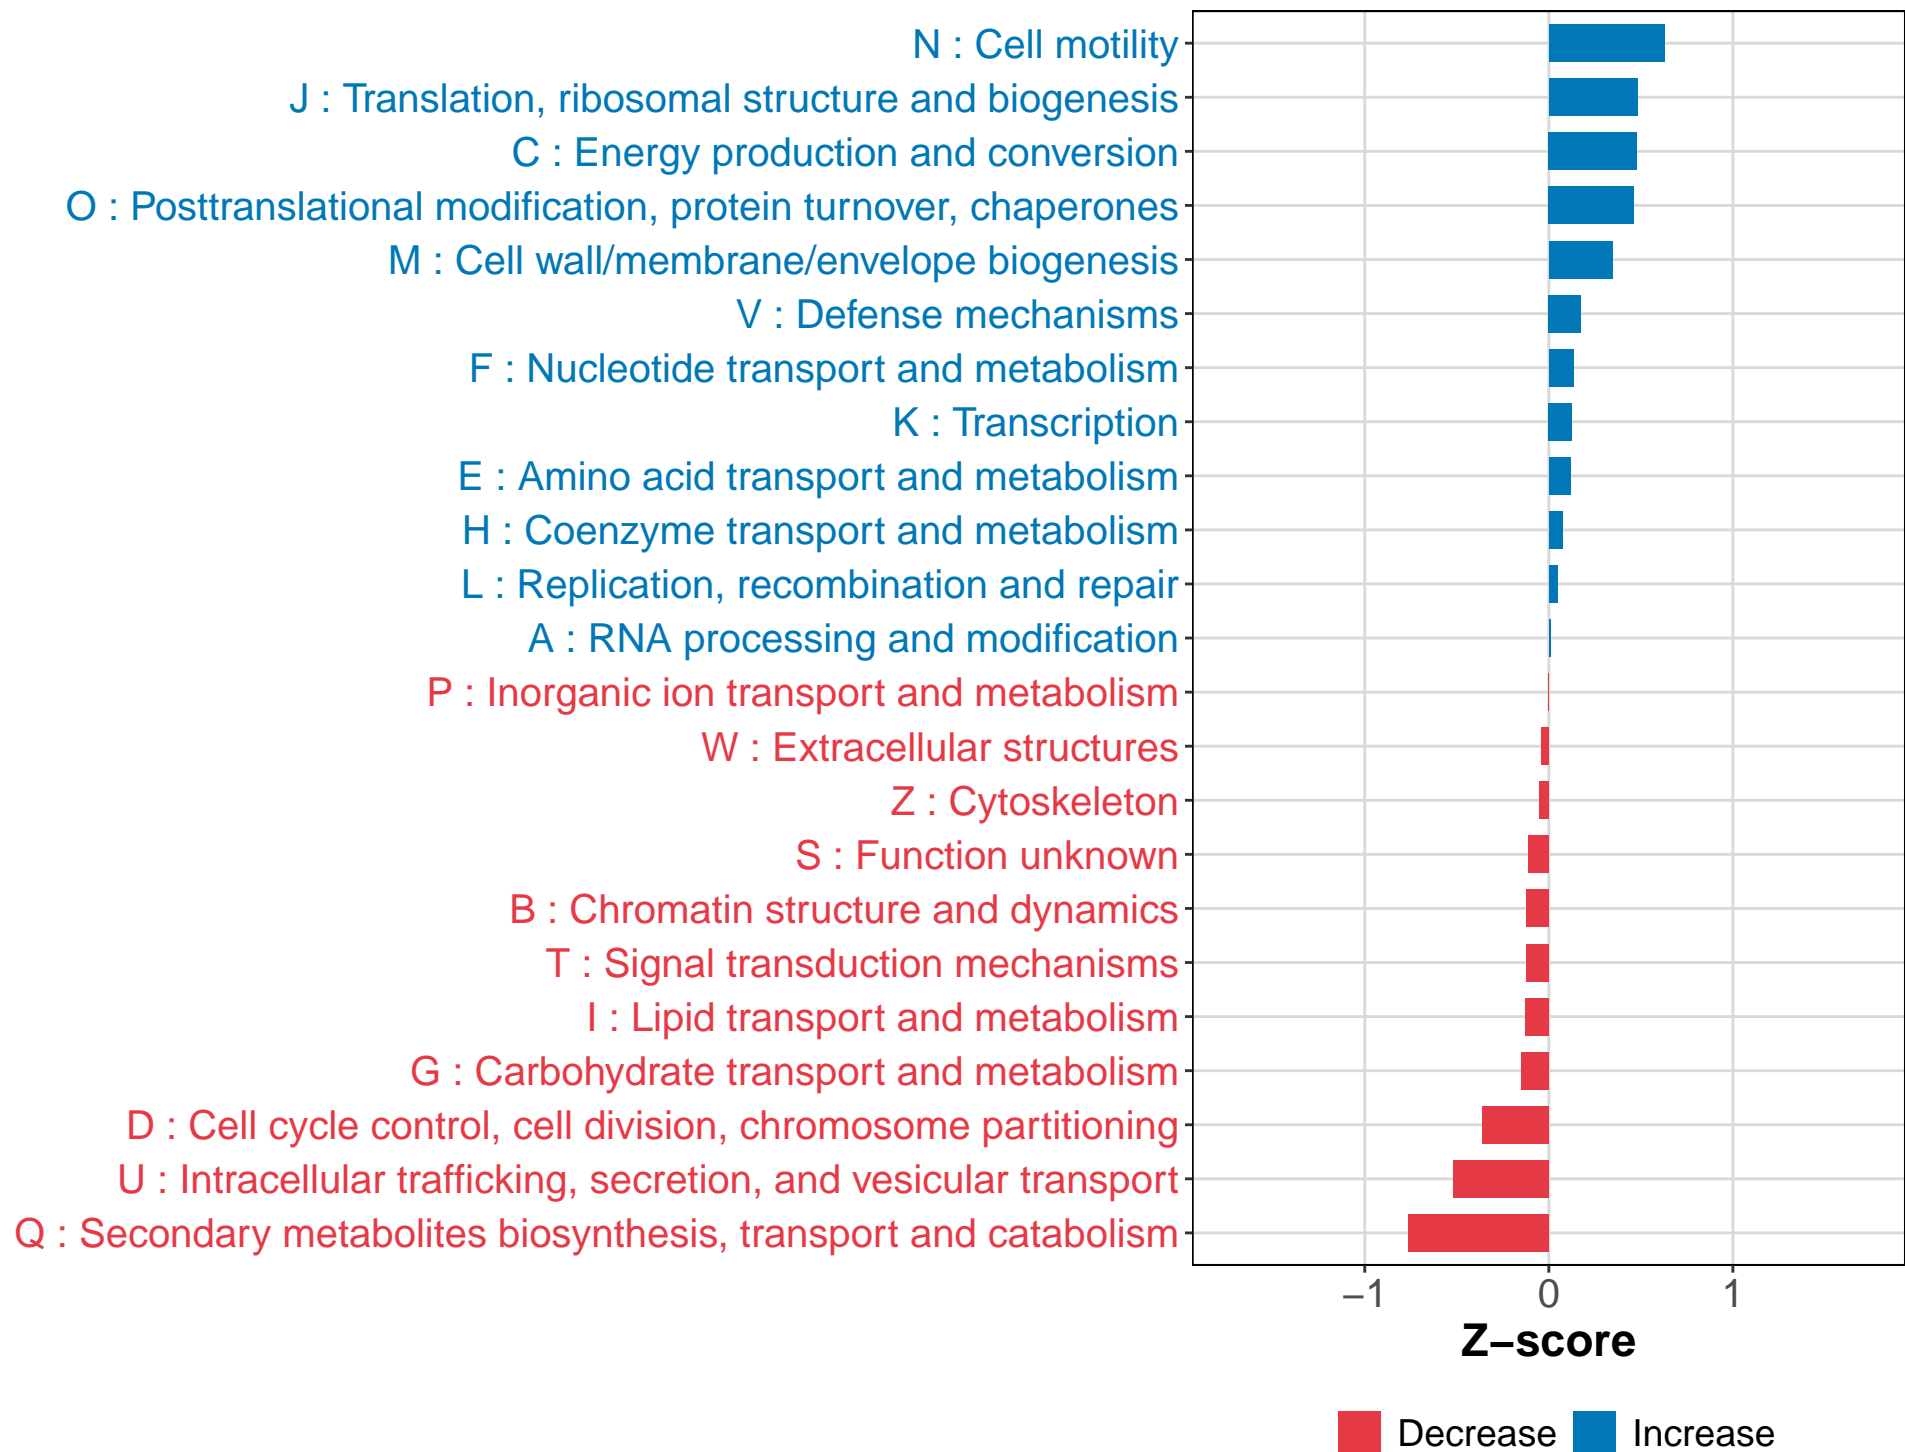 N : Cell motility
J : Translation, ribosomal structure and biogenesis
C : Energy production and conversion
O : Posttranslational modification, protein turnover, chaperones
M : Cell wall/membrane/envelope biogenesis
V : Defense mechanisms
F : Nucleotide transport and metabolism
K : Transcription
E : Amino acid transport and metabolism
H : Coenzyme transport and metabolism
L : Replication, recombination and repair
A : RNA processing and modification
P : Inorganic ion transport and metabolism
W : Extracellular structures
Z : Cytoskeleton
S : Function unknown
B : Chromatin structure and dynamics
T : Signal transduction mechanisms
I : Lipid transport and metabolism
G : Carbohydrate transport and metabolism
D : Cell cycle control, cell division, chromosome partitioning
U : Intracellular trafficking, secretion, and vesicular transport
Q : Secondary metabolites biosynthesis, transport and catabolism
−1 0 1
Z−score
Decrease Increase